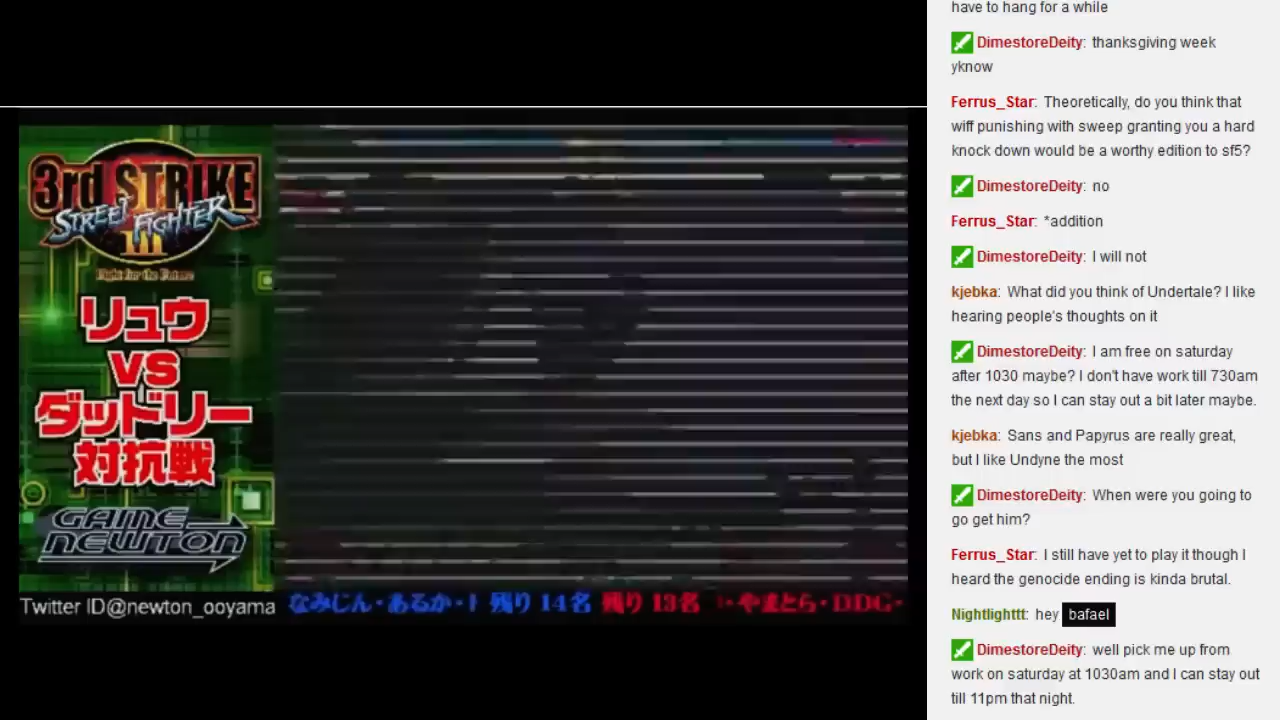 3rd STRIKE
STREET FIGHTER
III
Fight for the Future
リュウ
VS
ダッドリー
対抗戦
GAME
NEWTON
Twitter ID@newton_ooyama
なみじん・あるか・ 残り 14名 残り 13名 ・やまとら・DDG・
have to hang for a while
DimestoreDeity: thanksgiving week
yknow
Ferrus_Star: Theoretically, do you think that
wiff punishing with sweep granting you a hard
knock down would be a worthy edition to sf5?
DimestoreDeity: no
Ferrus_Star: *addition
DimestoreDeity: I will not
kjebka: What did you think of Undertale? I like
hearing people's thoughts on it
DimestoreDeity: I am free on saturday
after 1030 maybe? I don't have work till 730am
the next day so I can stay out a bit later maybe.
kjebka: Sans and Papyrus are really great,
but I like Undyne the most
DimestoreDeity: When were you going to
go get him?
Ferrus_Star: I still have yet to play it though I
heard the genocide ending is kinda brutal.
Nightlighttt: hey bafael
DimestoreDeity: well pick me up from
work on saturday at 1030am and I can stay out
till 11pm that night.